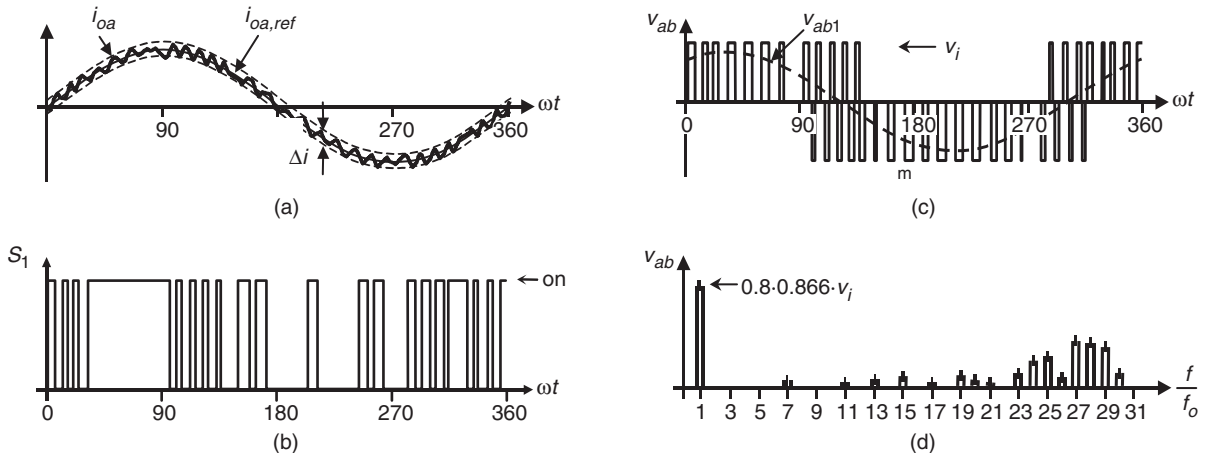 i_oa
i_oa,ref
ωt
90
270
360
Δi
(a)
v_ab
v_ab1
v_i
ωt
0
90
180
270
360
m
(c)
S_1
on
ωt
0
90
180
270
360
(b)
v_ab
0.8·0.866·v_i
f
f_o
1 3 5 7 9 11 13 15 17 19 21 23 25 27 29 31
(d)